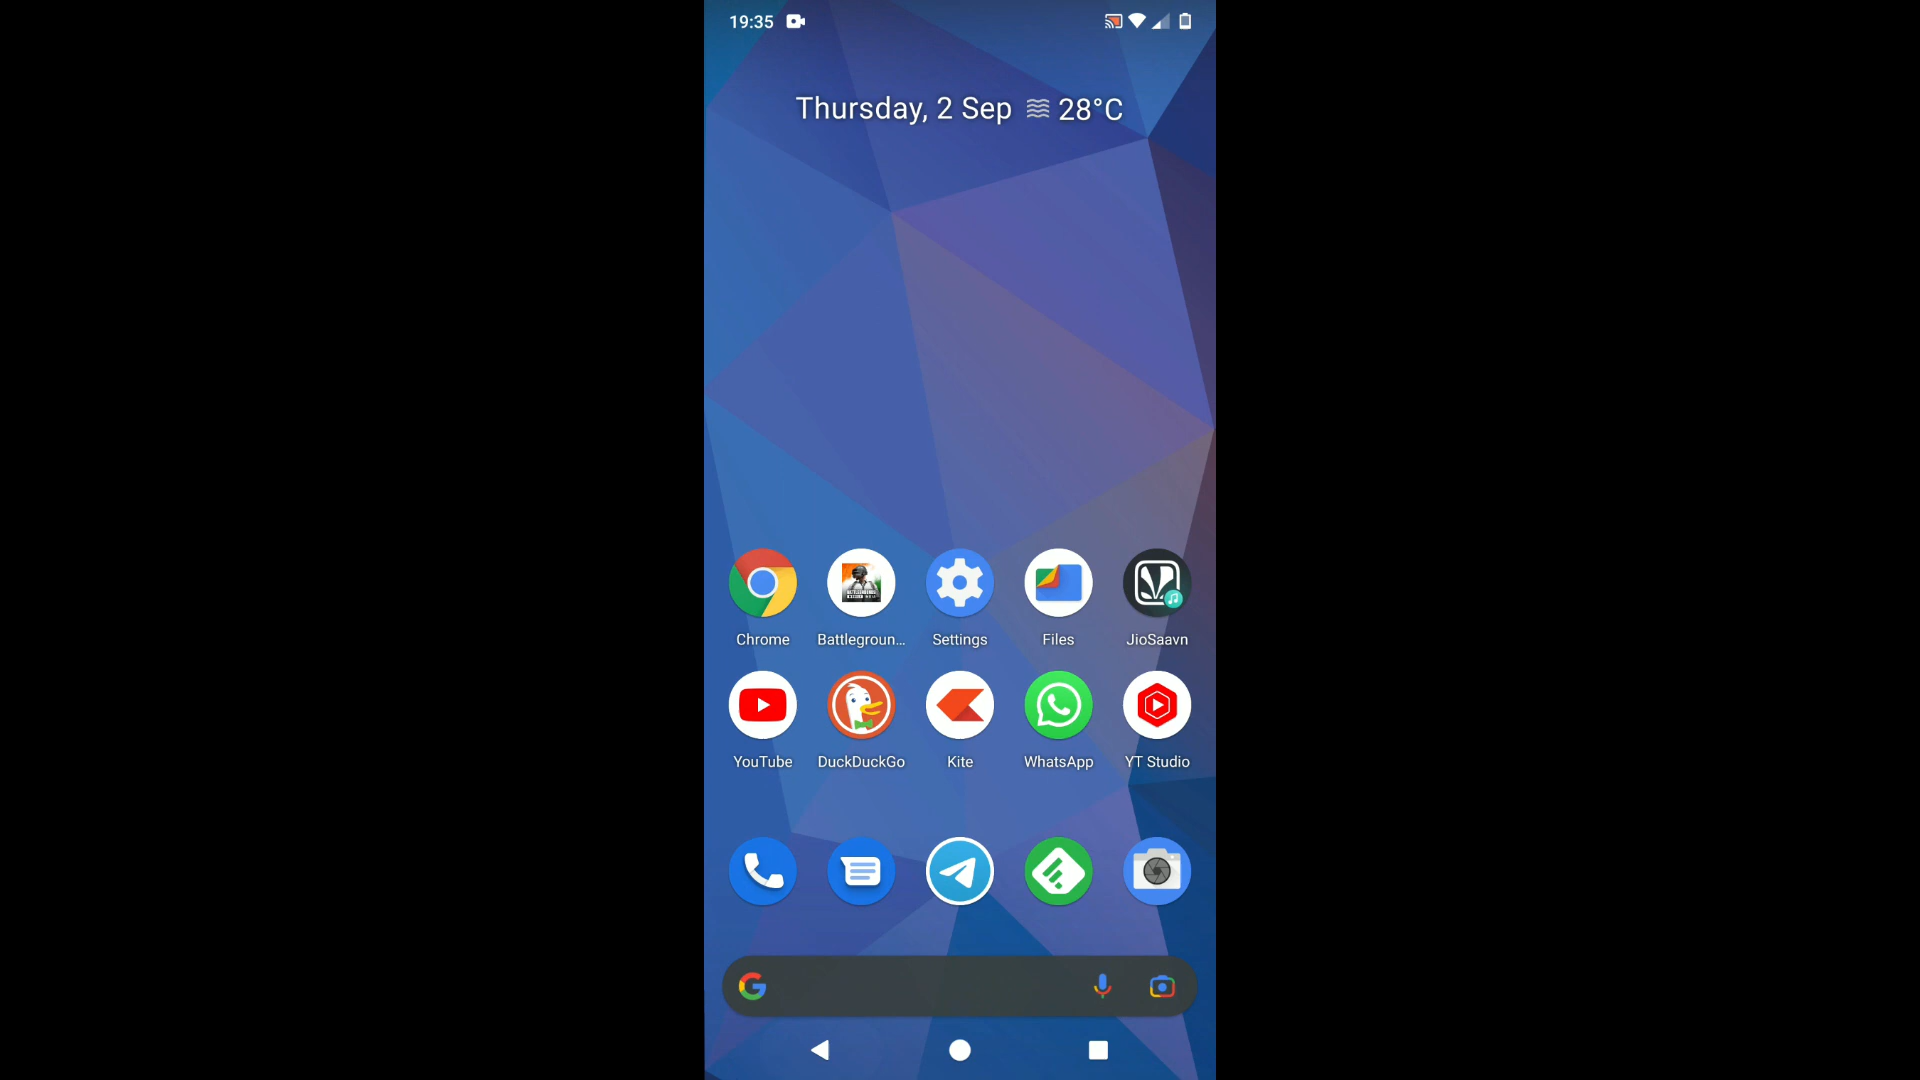 19:35
Thursday, 2 Sep 28°C
Chrome
Battlegroun...
Settings
Files
JioSaavn
YouTube
DuckDuckGo
Kite
WhatsApp
YT Studio